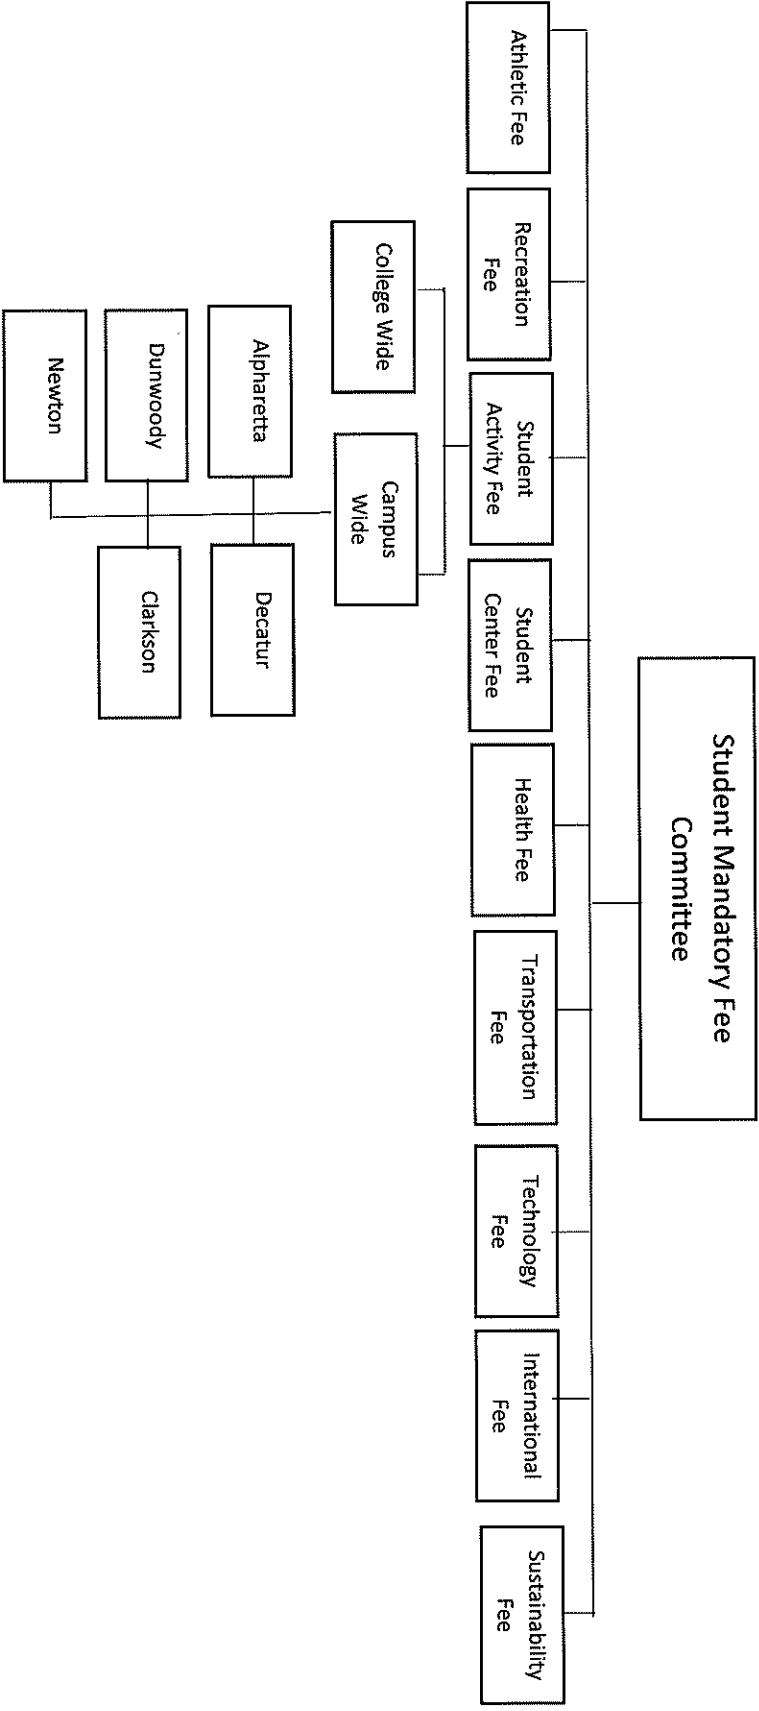 Student Mandatory Fee
Committee
Athletic Fee
Recreation
Fee
Student
Activity Fee
Student
Center Fee
Health Fee
Transportation
Fee
Technology
Fee
International
Fee
Sustainability
Fee
College Wide
Campus
Wide
Alpharetta
Decatur
Dunwoody
Clarkson
Newton